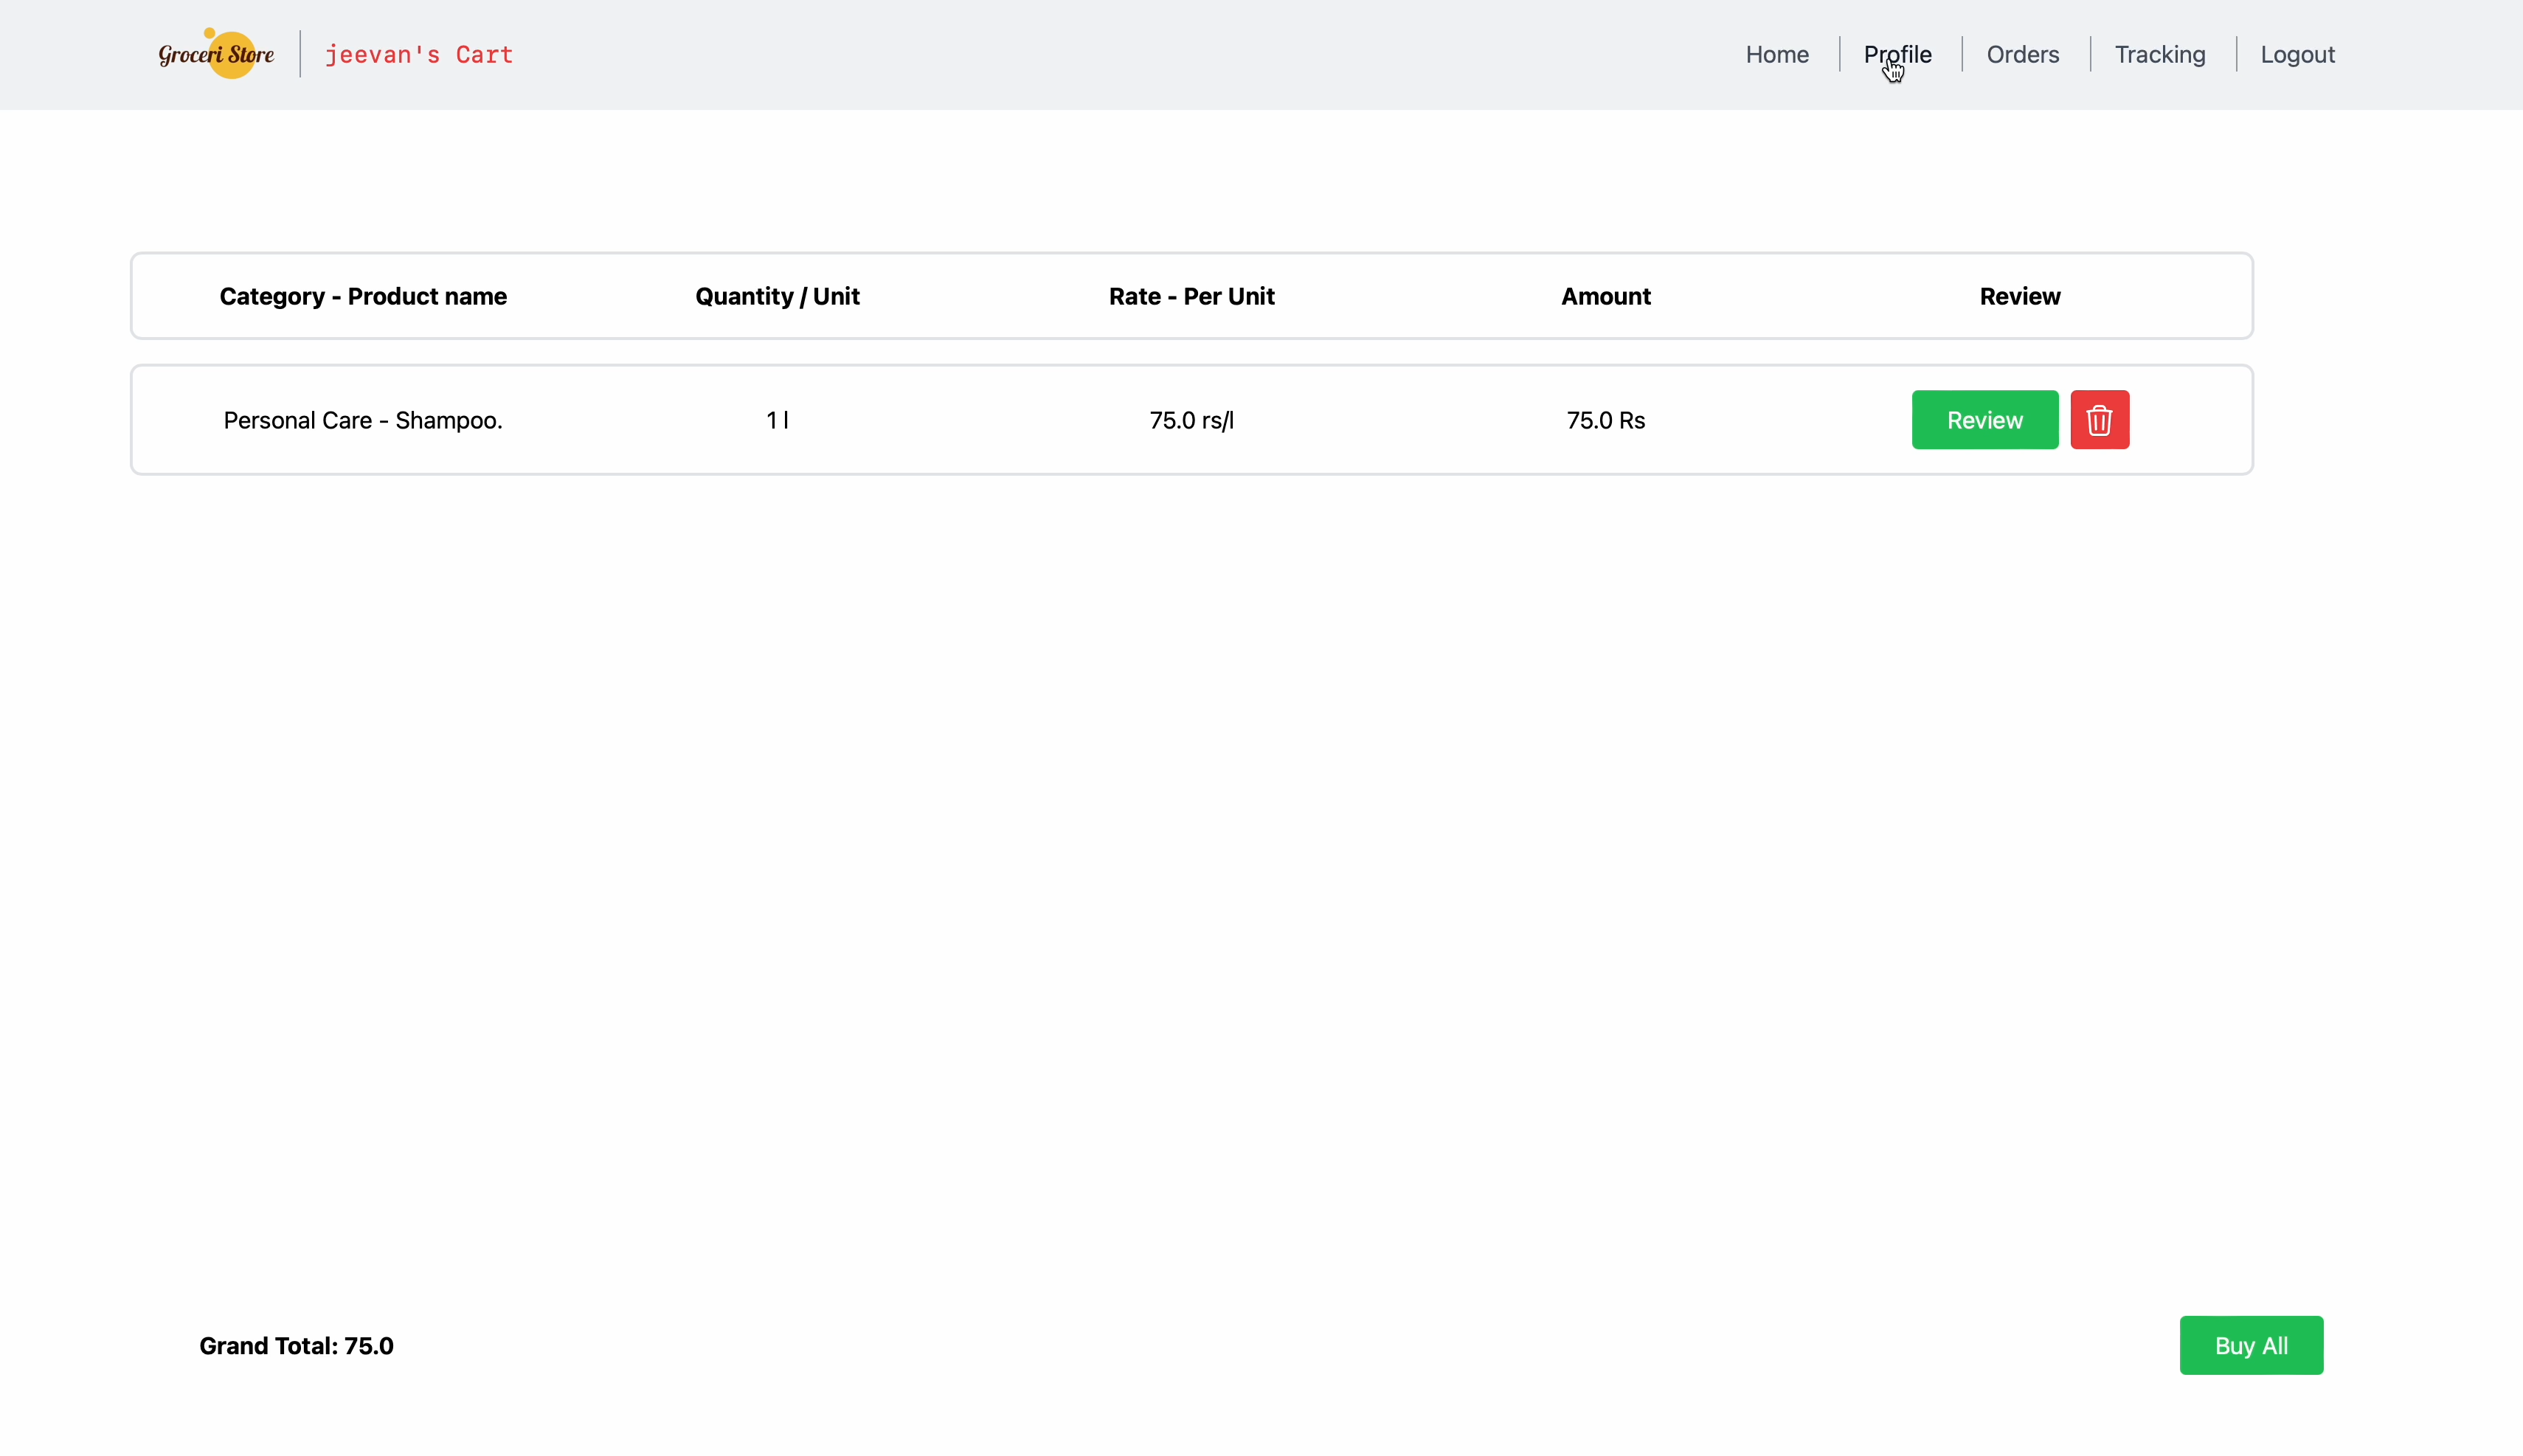 Groceri Store
jeevan's Cart
Home Profile Orders Tracking Logout
Category - Product name Quantity / Unit Rate - Per Unit Amount Review
Personal Care - Shampoo. 1 l 75.0 rs/l 75.0 Rs Review
Grand Total: 75.0 Buy All